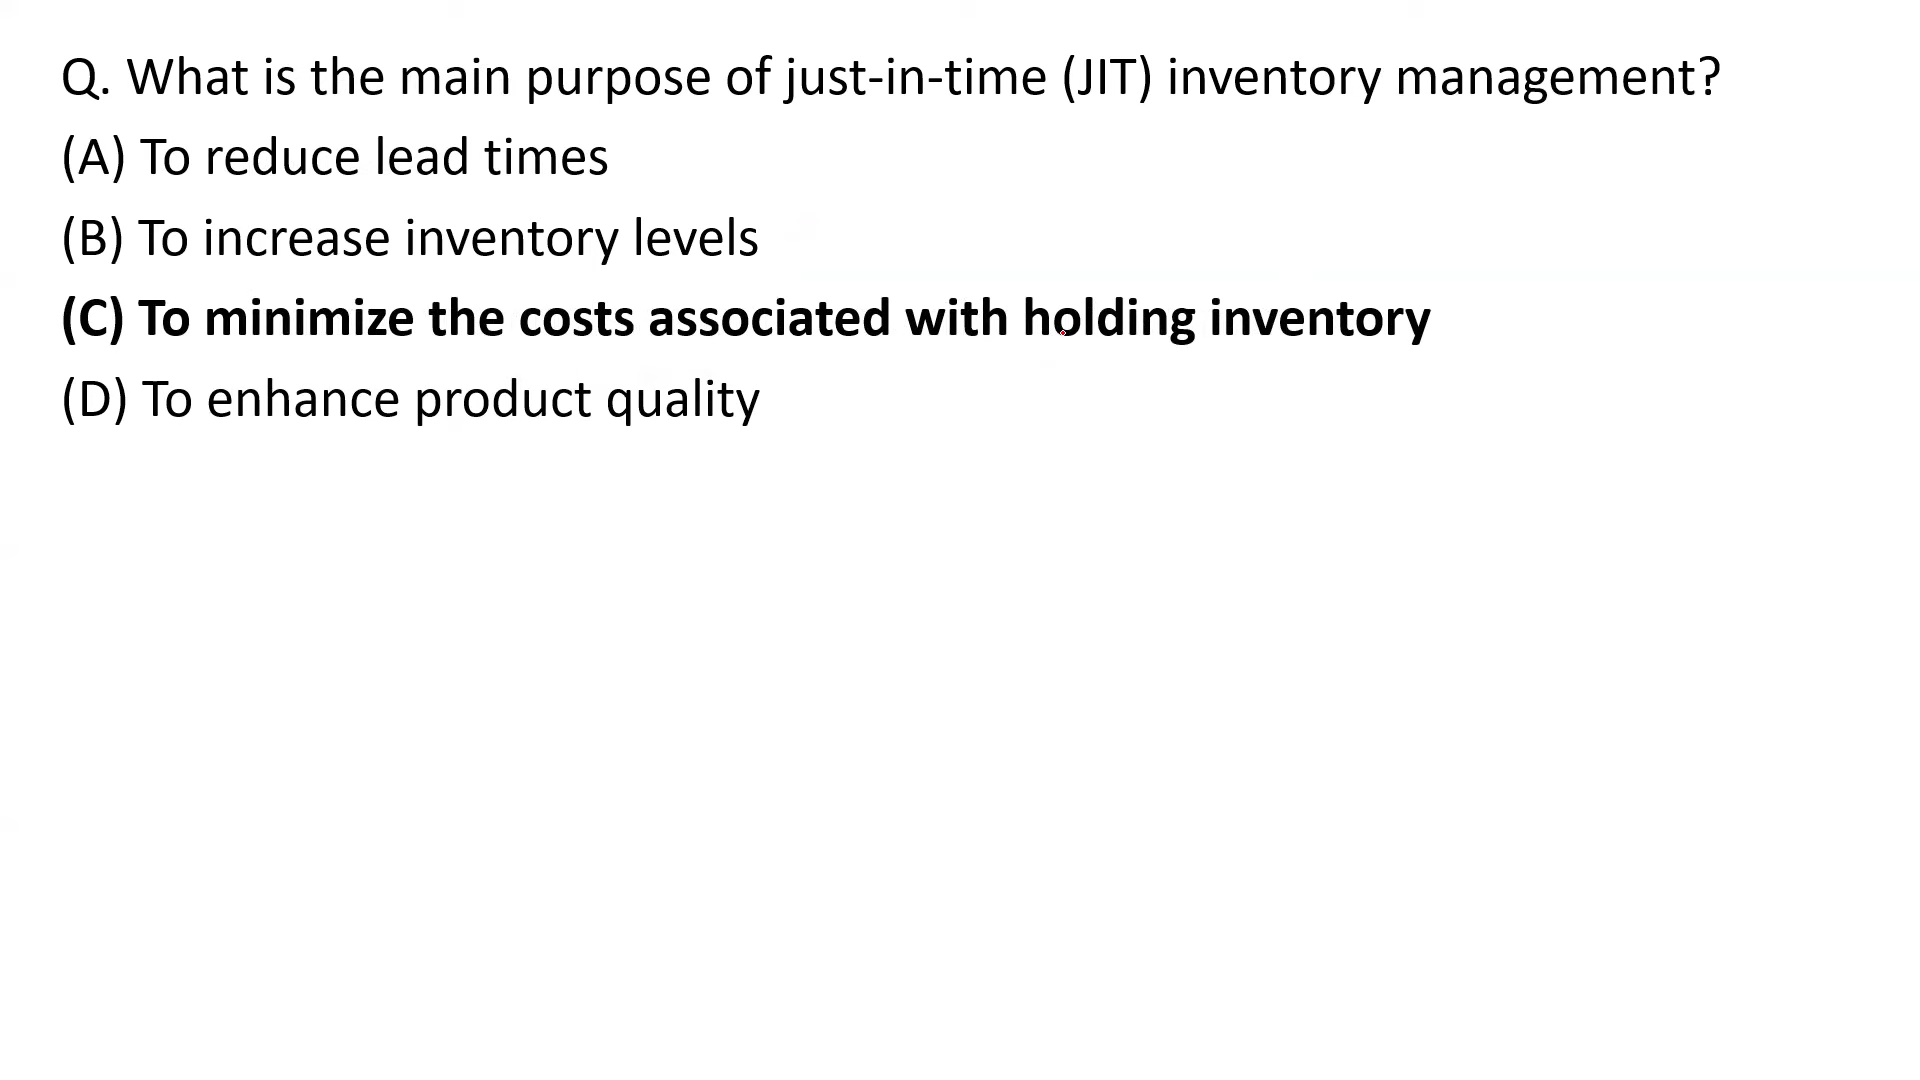 Q. What is the main purpose of just-in-time (JIT) inventory management?
(A) To reduce lead times
(B) To increase inventory levels
(C) To minimize the costs associated with holding inventory
(D) To enhance product quality